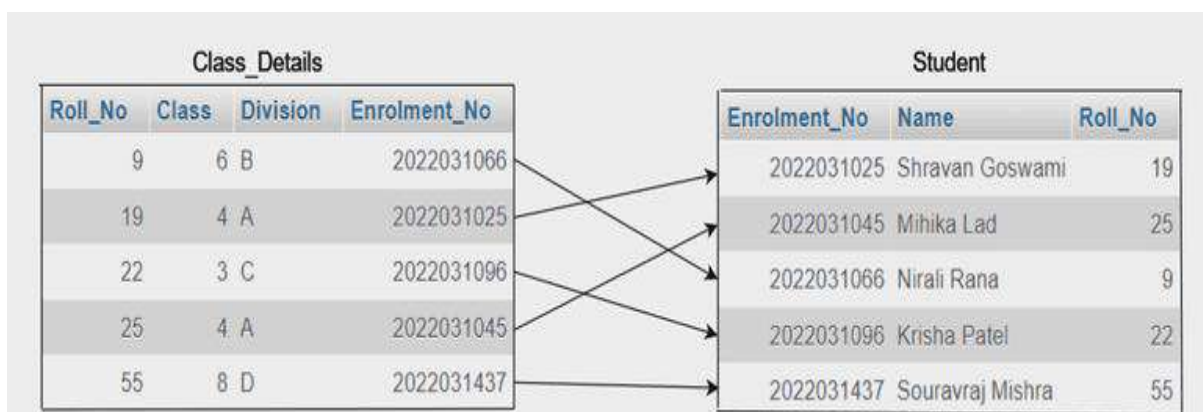 Class_Details
Roll_No Class Division Enrolment_No
9 6 B 2022031066
19 4 A 2022031025
22 3 C 2022031096
25 4 A 2022031045
55 8 D 2022031437
Student
Enrolment_No Name Roll_No
2022031025 Shravan Goswami 19
2022031045 Mihika Lad 25
2022031066 Nirali Rana 9
2022031096 Krisha Patel 22
2022031437 Souravraj Mishra 55